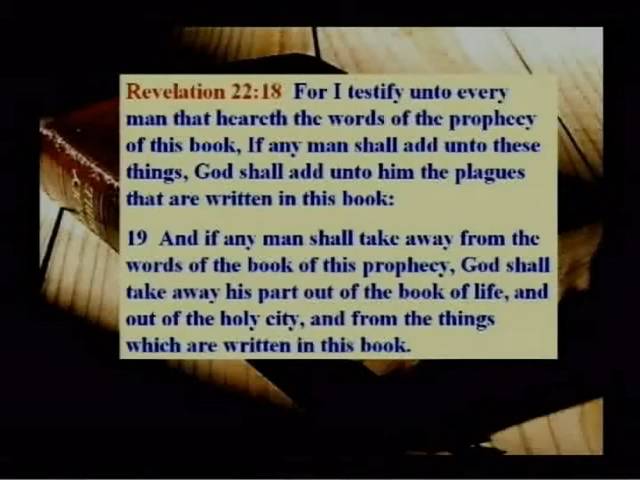 Revelation 22:18 For I testify unto every
man that heareth the words of the prophecy
of this book, If any man shall add unto these
things, God shall add unto him the plagues
that are written in this book:
19 And if any man shall take away from the
words of the book of this prophecy, God shall
take away his part out of the book of life, and
out of the holy city, and from the things
which are written in this book.